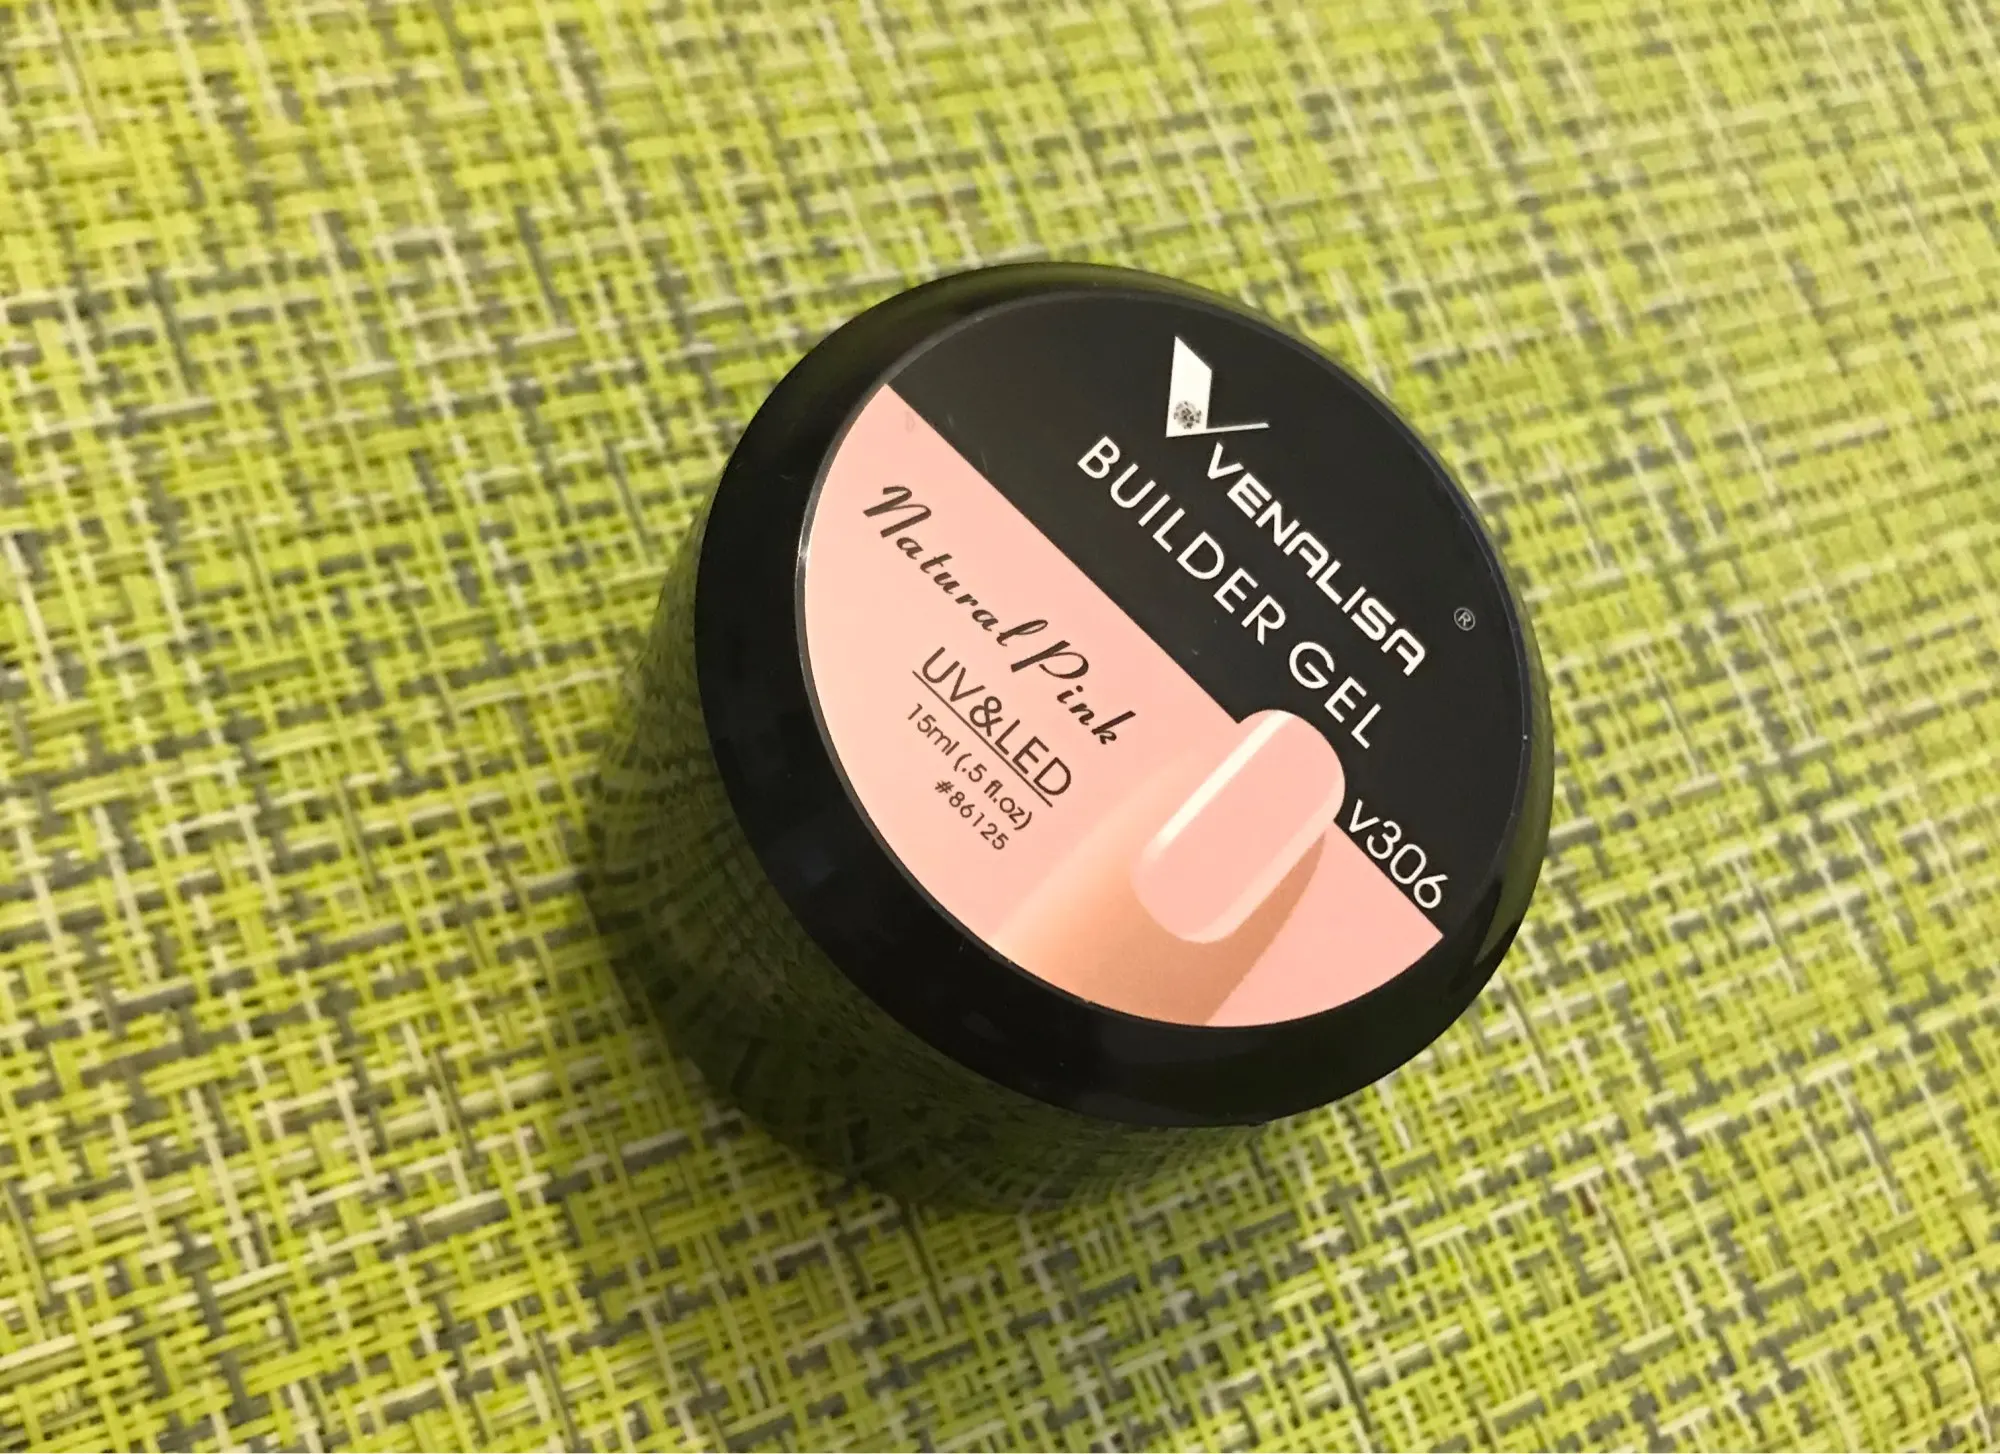 VENALISA ®
BUILDER GEL
v306
Natural Pink
UV&LED
15ml (.5 fl.oz)
#86125